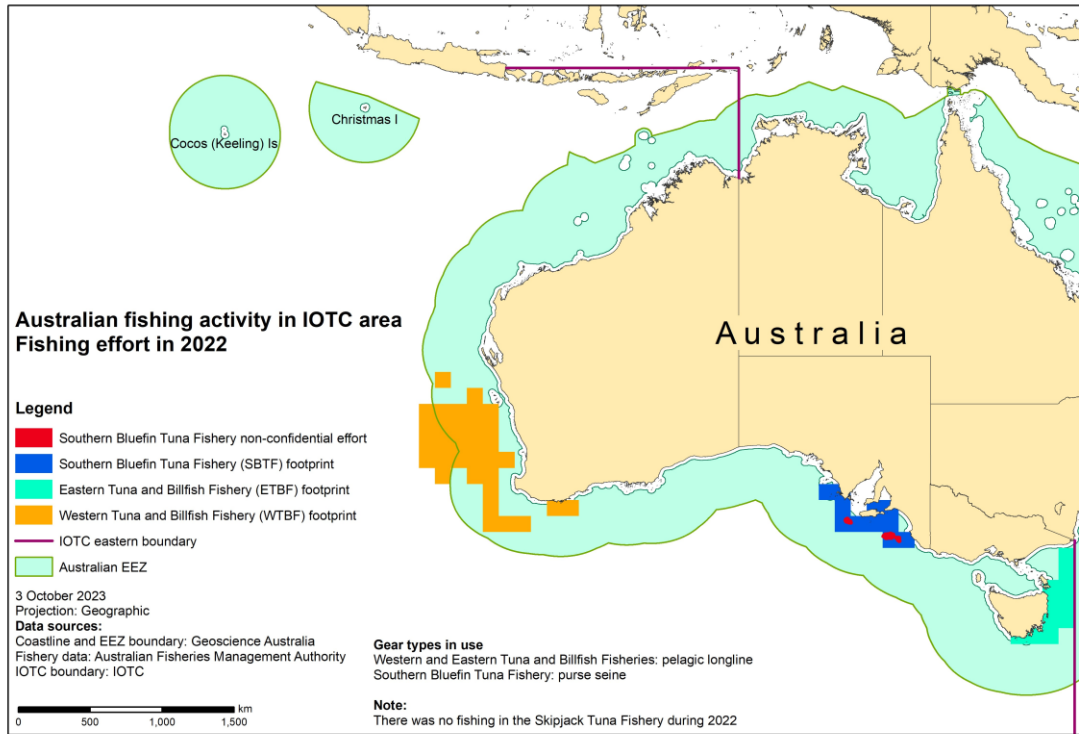 Cocos (Keeling) Is
Christmas I
Australia
Australian fishing activity in IOTC area
Fishing effort in 2022
Legend
Southern Bluefin Tuna Fishery non-confidential effort
Southern Bluefin Tuna Fishery (SBTF) footprint
Eastern Tuna and Billfish Fishery (ETBF) footprint
Western Tuna and Billfish Fishery (WTBF) footprint
IOTC eastern boundary
Australian EEZ
3 October 2023
Projection: Geographic
Data sources:
Coastline and EEZ boundary: Geoscience Australia
Fishery data: Australian Fisheries Management Authority
IOTC boundary: IOTC
km
0 500 1,000 1,500
Gear types in use
Western and Eastern Tuna and Billfish Fisheries: pelagic longline
Southern Bluefin Tuna Fishery: purse seine
Note:
There was no fishing in the Skipjack Tuna Fishery during 2022